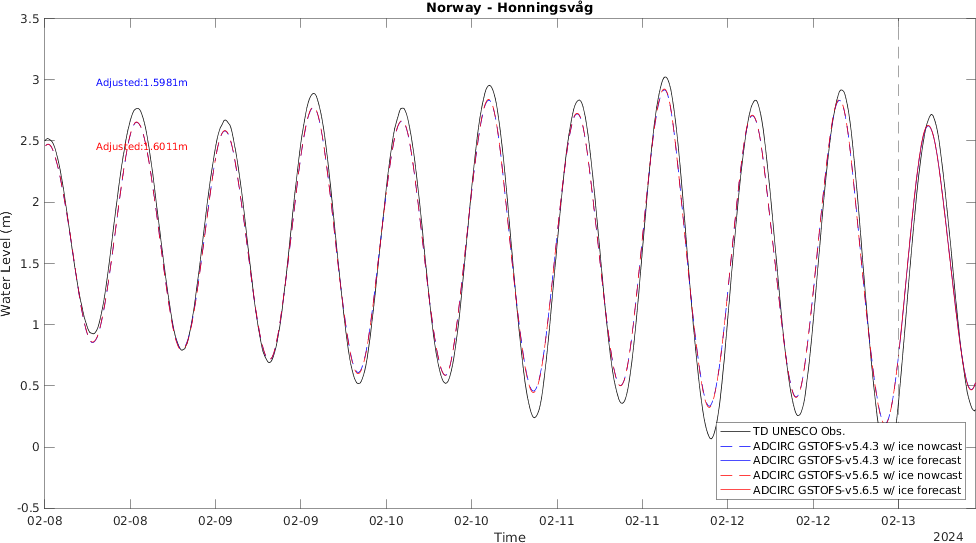 Norway - Honningsvåg
3.5
3
2.5
2
1.5
1
0.5
0
-0.5
Water Level (m)
Adjusted:1.5981m
Adjusted:1.6011m
TD UNESCO Obs.
ADCIRC GSTOFS-v5.4.3 w/ ice nowcast
ADCIRC GSTOFS-v5.4.3 w/ ice forecast
ADCIRC GSTOFS-v5.6.5 w/ ice nowcast
ADCIRC GSTOFS-v5.6.5 w/ ice forecast
02-08 02-08 02-09 02-09 02-10 02-10 02-11 02-11 02-12 02-12 02-13
Time
2024